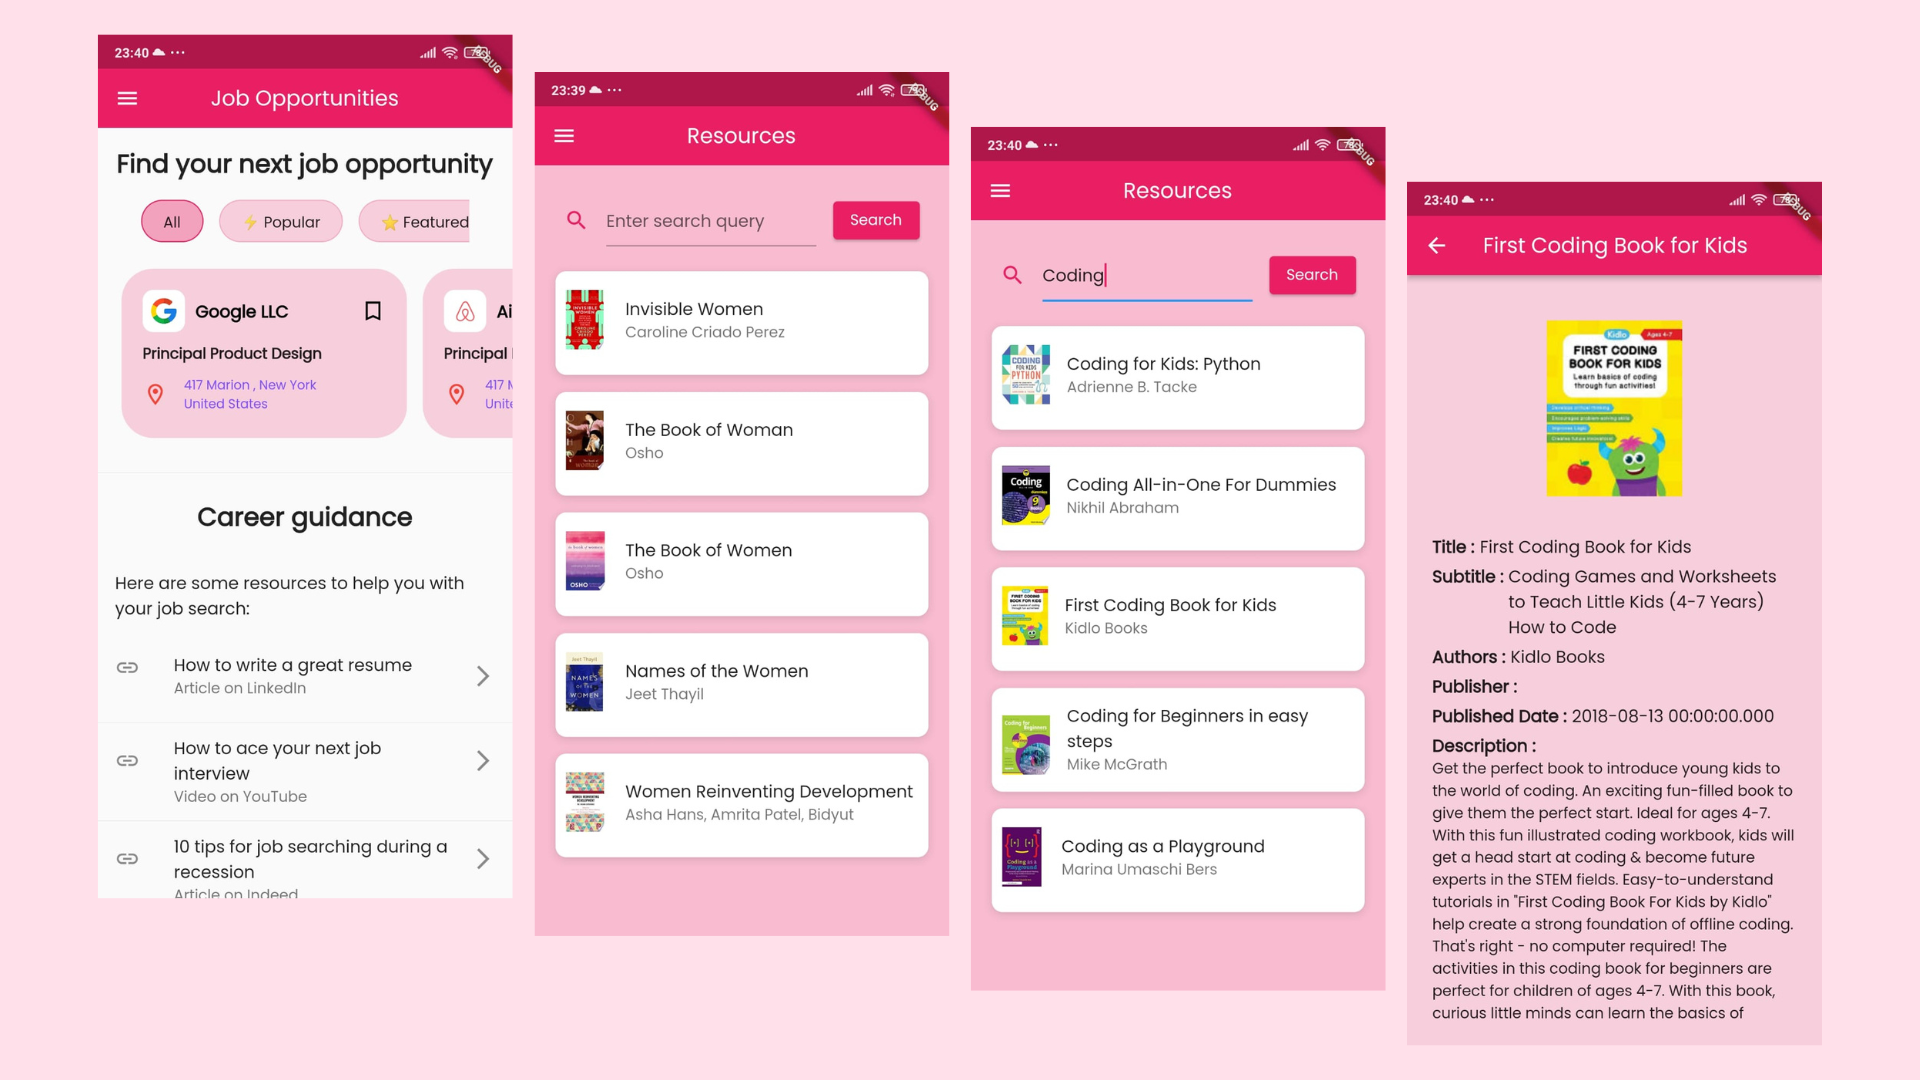 23:40
DEBUG
Job Opportunities
Find your next job opportunity
All
Popular
Featured
Google LLC
Ai
Principal Product Design
Principal
417 Marion , New York
United States
417
Career guidance
Here are some resources to help you with
your job search:
How to write a great resume
Article on LinkedIn
How to ace your next job
interview
Video on YouTube
10 tips for job searching during a
recession
Article on Indeed
23:39
DEBUG
Resources
Enter search query
Search
Invisible Women
Caroline Criado Perez
The Book of Woman
Osho
The Book of Women
Osho
OSHO
Names of the Women
Jeet Thayil
NAMES
OF THE
WOMEN
Women Reinventing Development
Asha Hans, Amrita Patel, Bidyut
23:40
DEBUG
Resources
Coding
Search
Coding for Kids: Python
Adrienne B. Tacke
CODING
FOR KIDS
PYTHON
Coding All-in-One For Dummies
Nikhil Abraham
Coding
First Coding Book for Kids
Kidlo Books
FIRST CODING
BOOK FOR KIDS
Coding for Beginners in easy
steps
Mike McGrath
Coding as a Playground
Marina Umaschi Bers
23:40
DEBUG
First Coding Book for Kids
Kidlo
Ages 4-7
FIRST CODING
BOOK FOR KIDS
Learn basics of coding
through fun activities!
Title : First Coding Book for Kids
Subtitle : Coding Games and Worksheets
to Teach Little Kids (4-7 Years)
How to Code
Authors : Kidlo Books
Publisher :
Published Date : 2018-08-13 00:00:00.000
Description :
Get the perfect book to introduce young kids to
the world of coding. An exciting fun-filled book to
give them the perfect start. Ideal for ages 4-7.
With this fun illustrated coding workbook, kids will
get a head start at coding & become future
experts in the STEM fields. Easy-to-understand
tutorials in "First Coding Book For Kids by Kidlo"
help create a strong foundation of offline coding.
That's right - no computer required! The
activities in this coding book for beginners are
perfect for children of ages 4-7. With this book,
curious little minds can learn the basics of